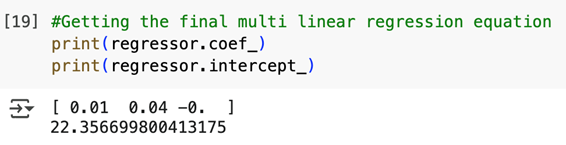 [19] #Getting the final multi linear regression equation
print(regressor.coef_)
print(regressor.intercept_)
[ 0.01  0.04 -0.  ]
22.356699800413175